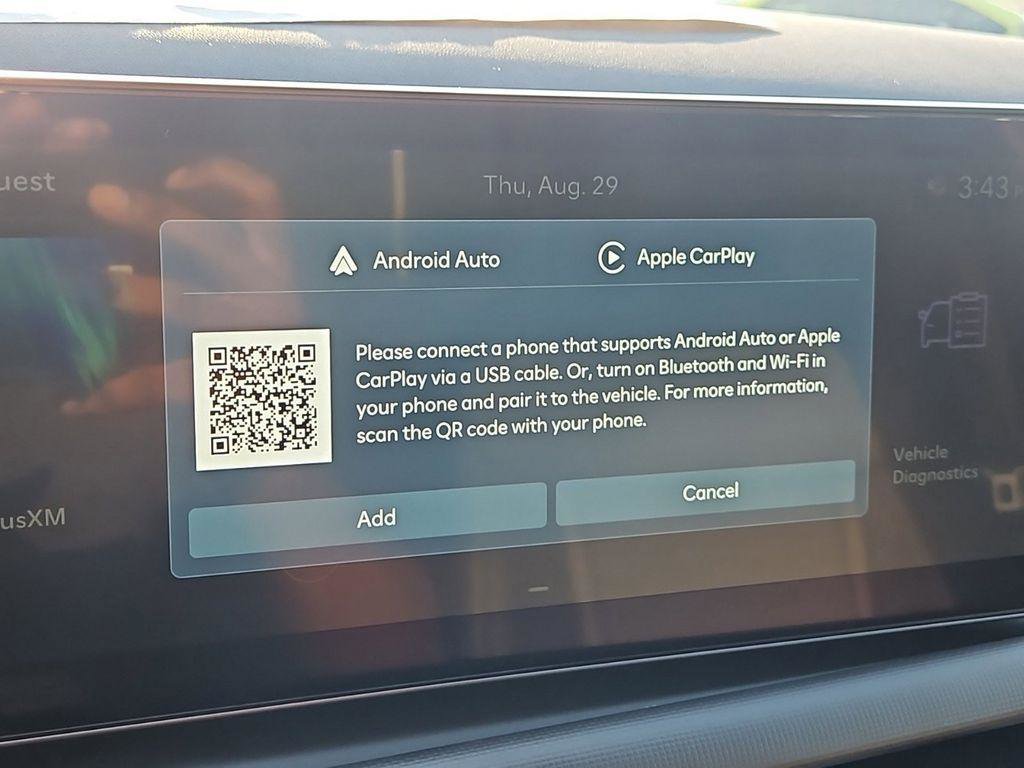 Thu, Aug. 29
3:43
Android Auto
Apple CarPlay
Please connect a phone that supports Android Auto or Apple
CarPlay via a USB cable. Or, turn on Bluetooth and Wi-Fi in
your phone and pair it to the vehicle. For more information,
scan the QR code with your phone.
Add
Cancel
Vehicle
Diagnostics
usXM